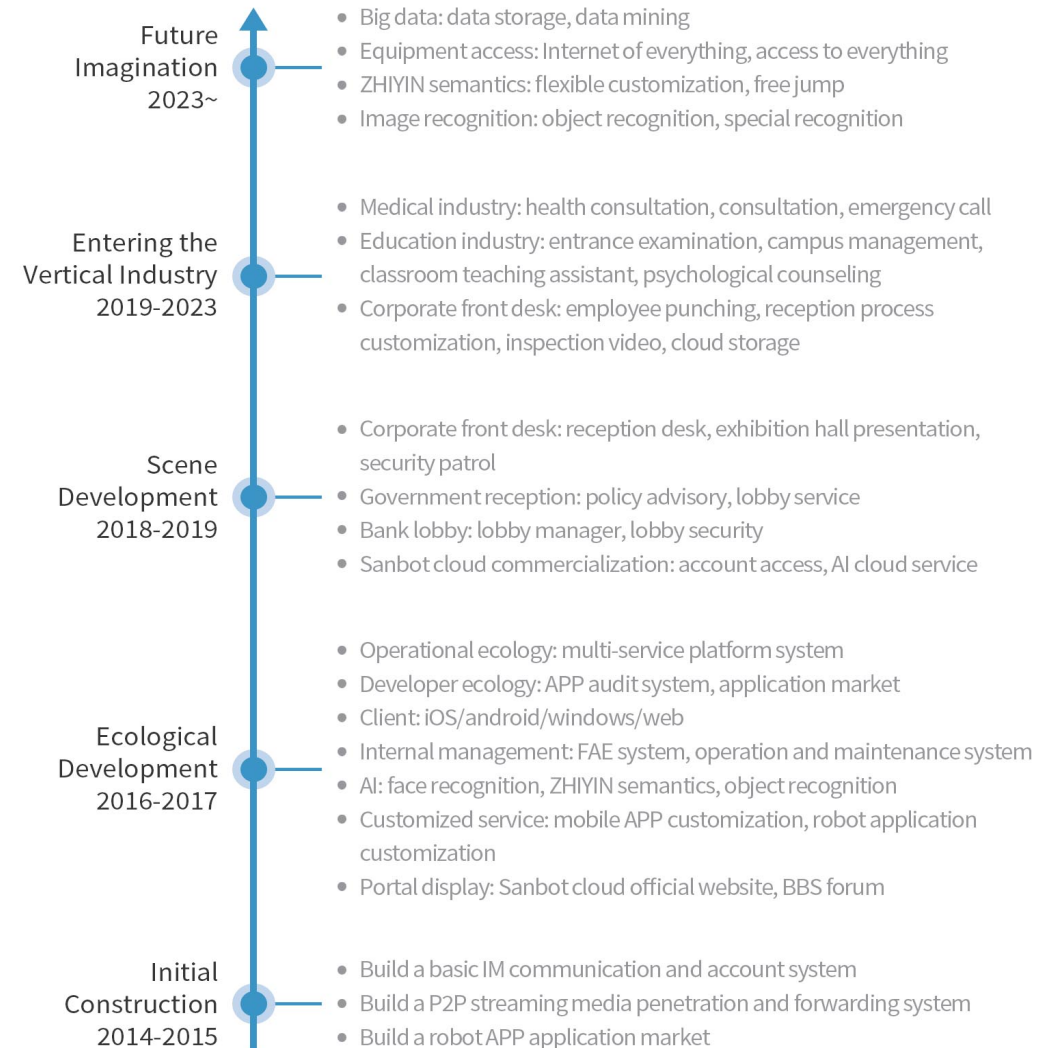 Future
Imagination
2023~
Big data: data storage, data mining
Equipment access: Internet of everything, access to everything
ZHIYIN semantics: flexible customization, free jump
Image recognition: object recognition, special recognition
Entering the
Vertical Industry
2019-2023
Medical industry: health consultation, consultation, emergency call
Education industry: entrance examination, campus management,
classroom teaching assistant, psychological counseling
Corporate front desk: employee punching, reception process
customization, inspection video, cloud storage
Scene
Development
2018-2019
Corporate front desk: reception desk, exhibition hall presentation,
security patrol
Government reception: policy advisory, lobby service
Bank lobby: lobby manager, lobby security
Sanbot cloud commercialization: account access, AI cloud service
Ecological
Development
2016-2017
Operational ecology: multi-service platform system
Developer ecology: APP audit system, application market
Client: iOS/android/windows/web
Internal management: FAE system, operation and maintenance system
AI: face recognition, ZHIYIN semantics, object recognition
Customized service: mobile APP customization, robot application
customization
Portal display: Sanbot cloud official website, BBS forum
Initial
Construction
2014-2015
Build a basic IM communication and account system
Build a P2P streaming media penetration and forwarding system
Build a robot APP application market